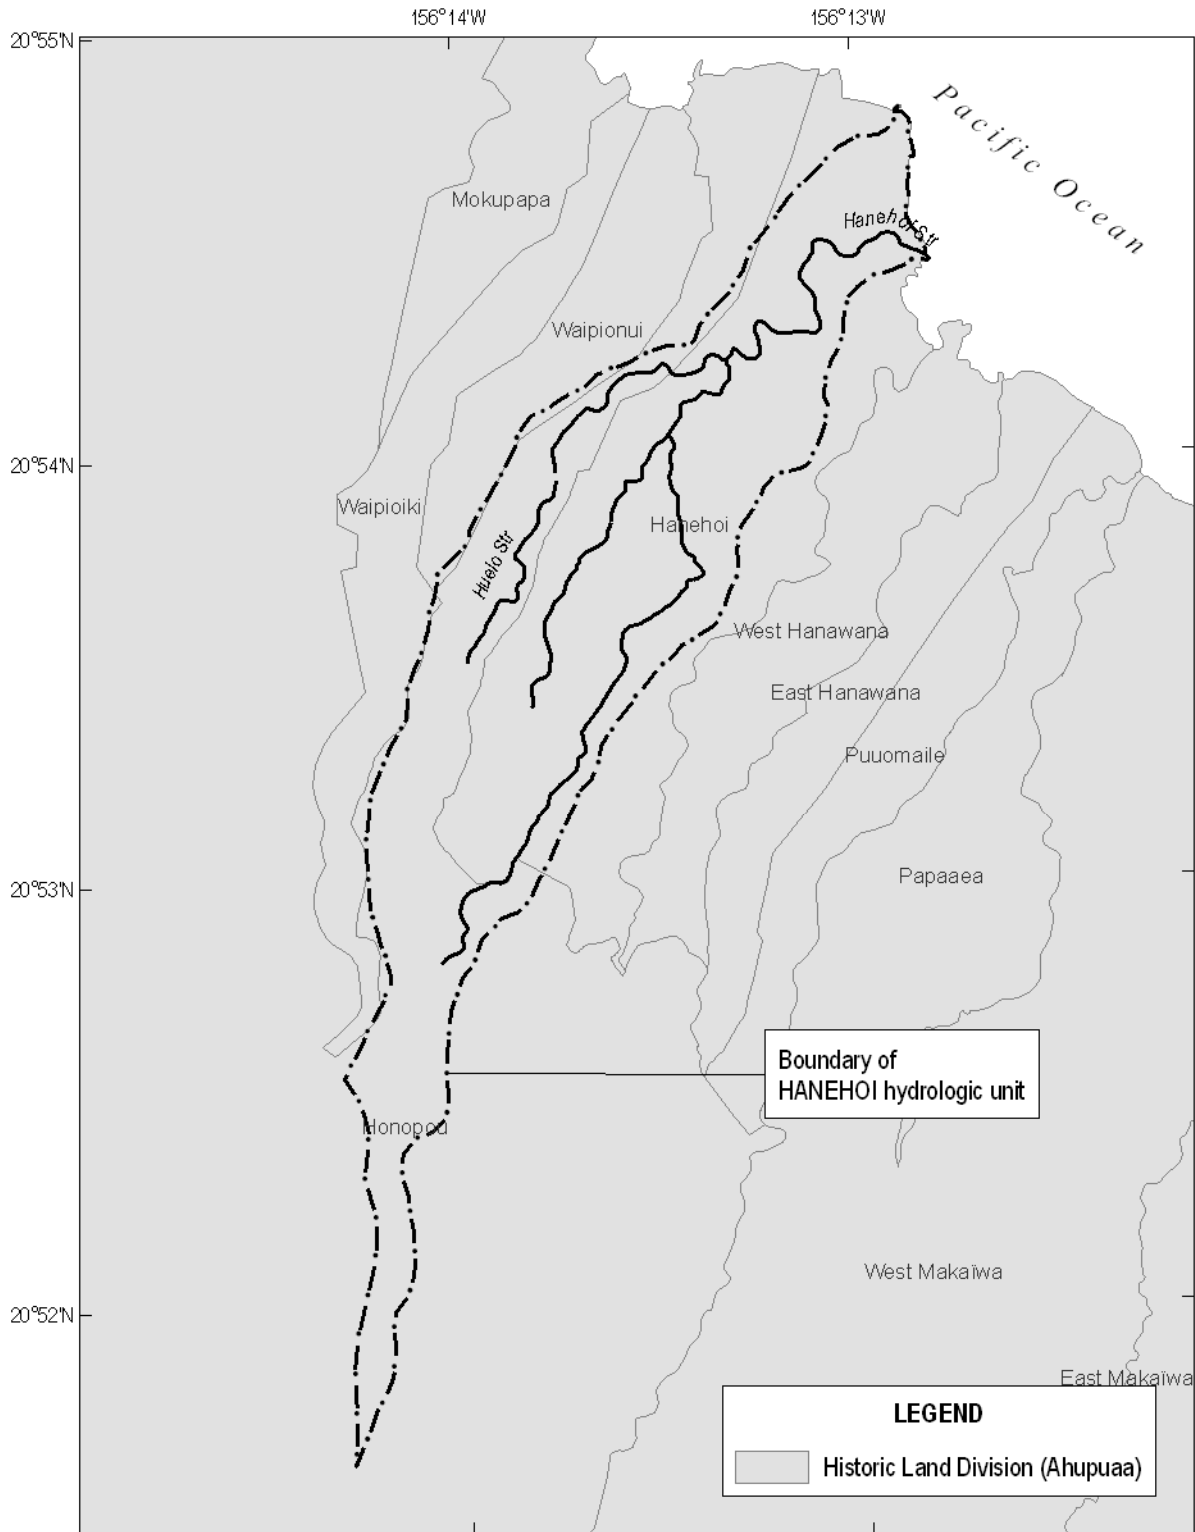 156°14'W
156°13'W
20°55'N
Pacific Ocean
Mokupapa
Hanehoi Str
Waipionui
20°54'N
Waipioiki
Hanehoi
Huelo Str
West Hanawana
East Hanawana
Puuomaile
Papaaea
20°53'N
Boundary of
HANEHOI hydrologic unit
Honopou
West Makaïwa
20°52'N
East Makaïwa
LEGEND
Historic Land Division (Ahupuaa)